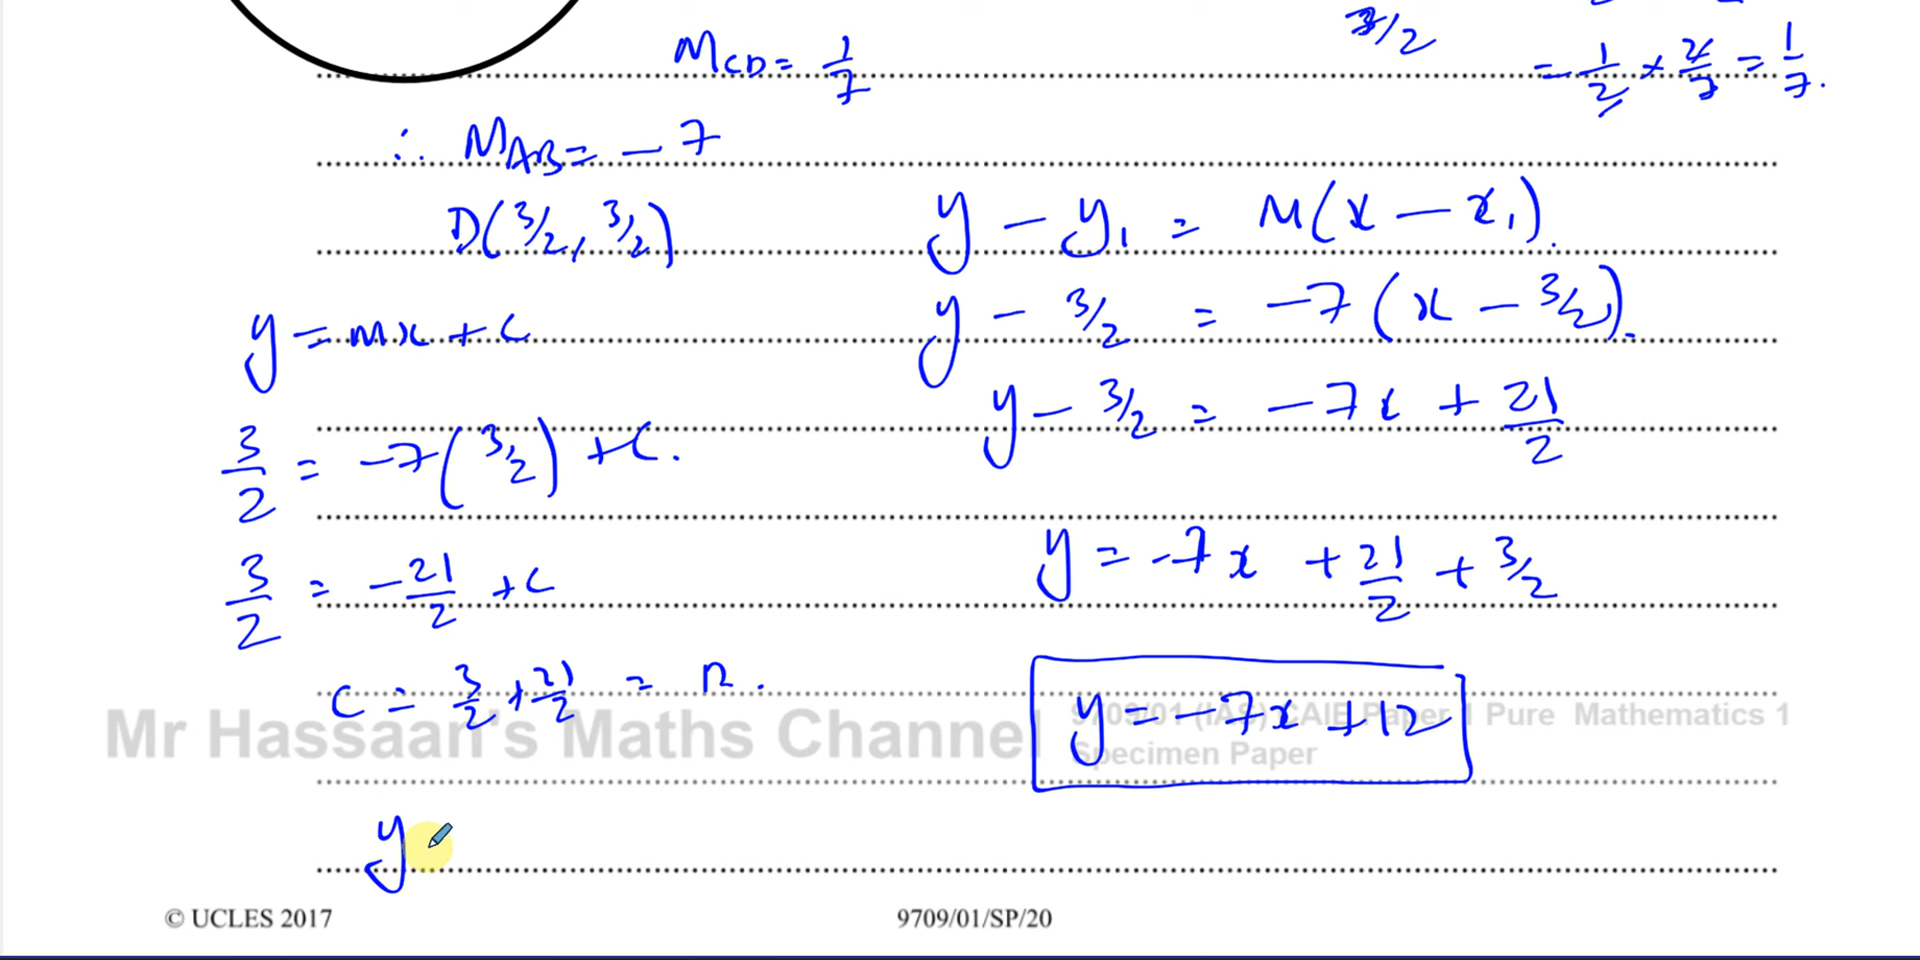 3/2
M_CD = 1/7
= -1/2 × 2/7 = 1/7.
∴ M_AB = -7
D(3/2, 3/2)
y - y₁ = M(x - x₁).
y = mx + c
y - 3/2 = -7(x - 3/2).
y - 3/2 = -7x + 21/2
3/2 = -7(3/2) + c.
y = -7x + 21/2 + 3/2
3/2 = -21/2 + c
c = 3/2 + 21/2 = 12.
y = -7x + 12
Mr Hassaan's Maths Channel
9709/01 (IAS) CAIE Paper 1 Pure Mathematics 1
Specimen Paper
y
© UCLES 2017
9709/01/SP/20